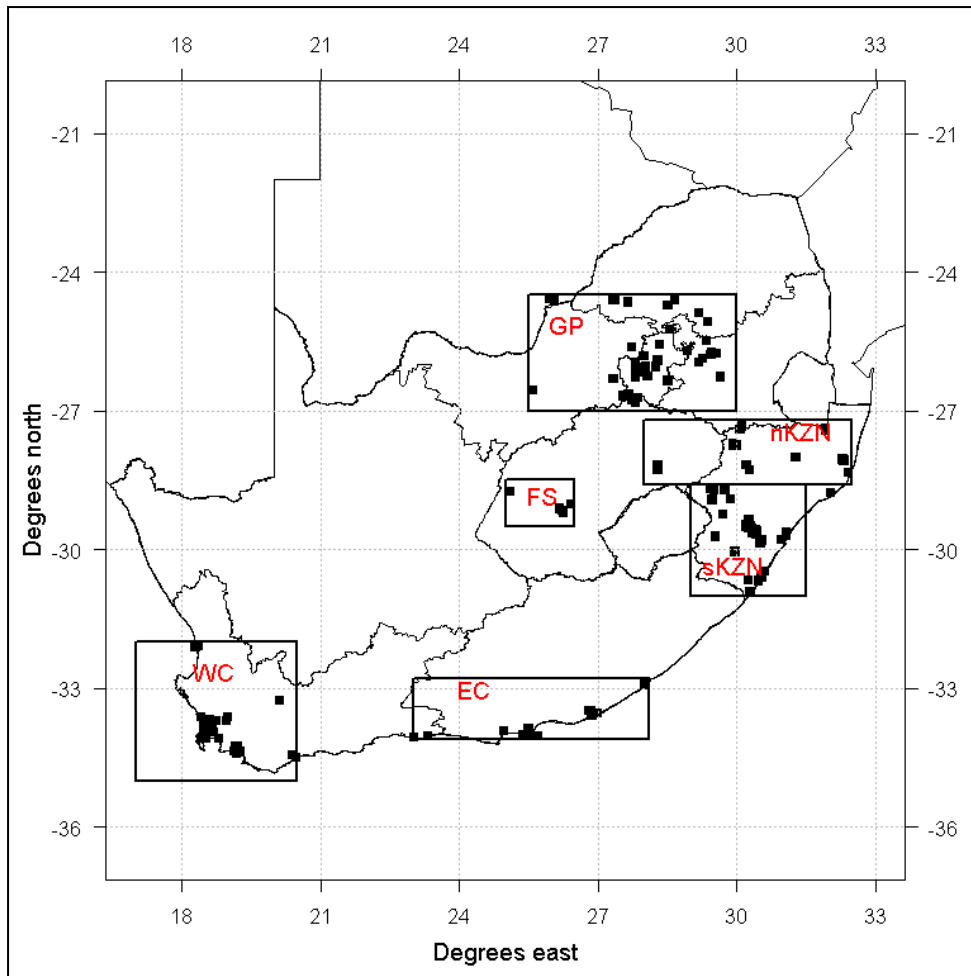 18 21 24 27 30 33
-21 -21
-24 -24
GP
-27 -27
nKZN
FS
-30 -30
sKZN
WC
-33 -33
EC
-36 -36
18 21 24 27 30 33
Degrees north
Degrees east